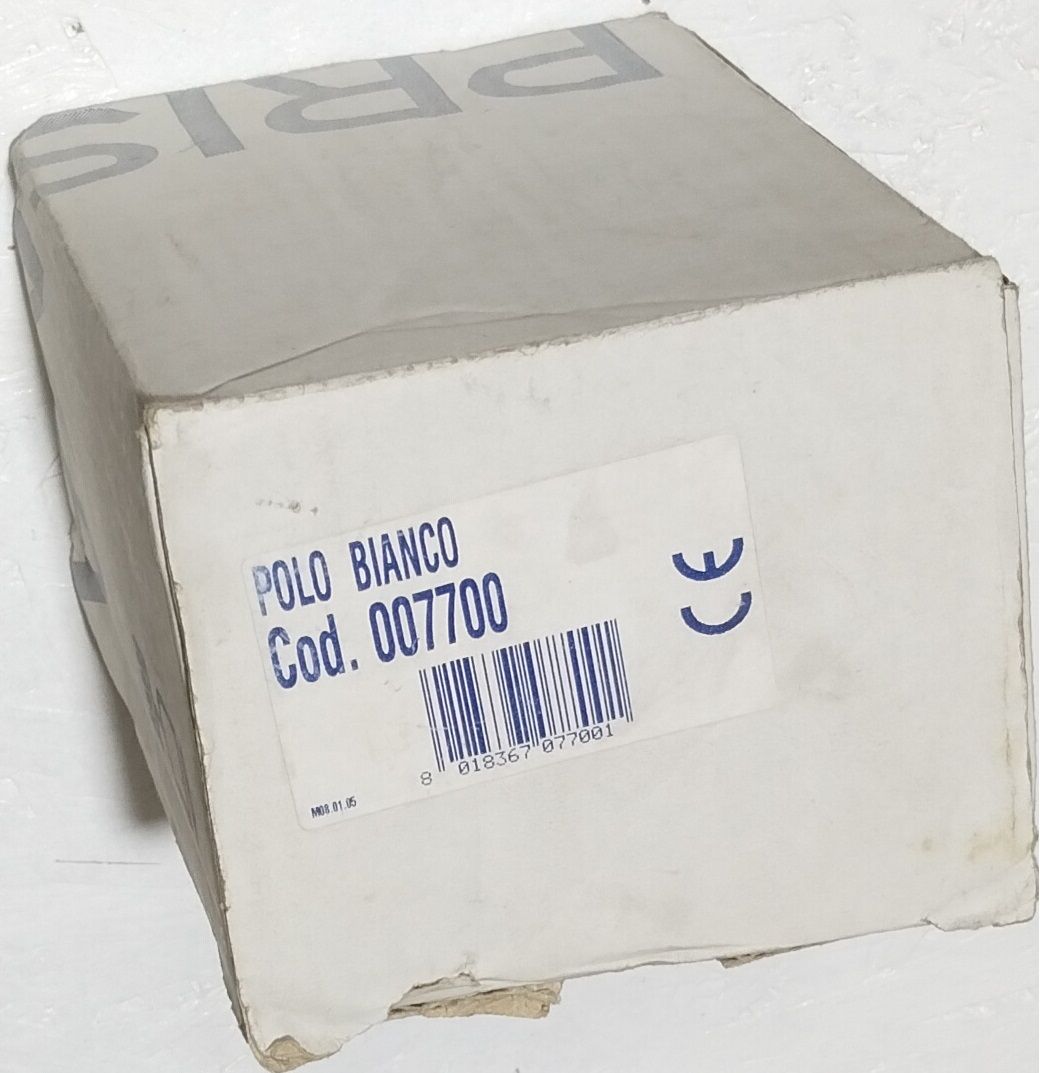 PRIS
POLO BIANCO
Cod. 007700
CE
8 018367 077001
M08.01.05